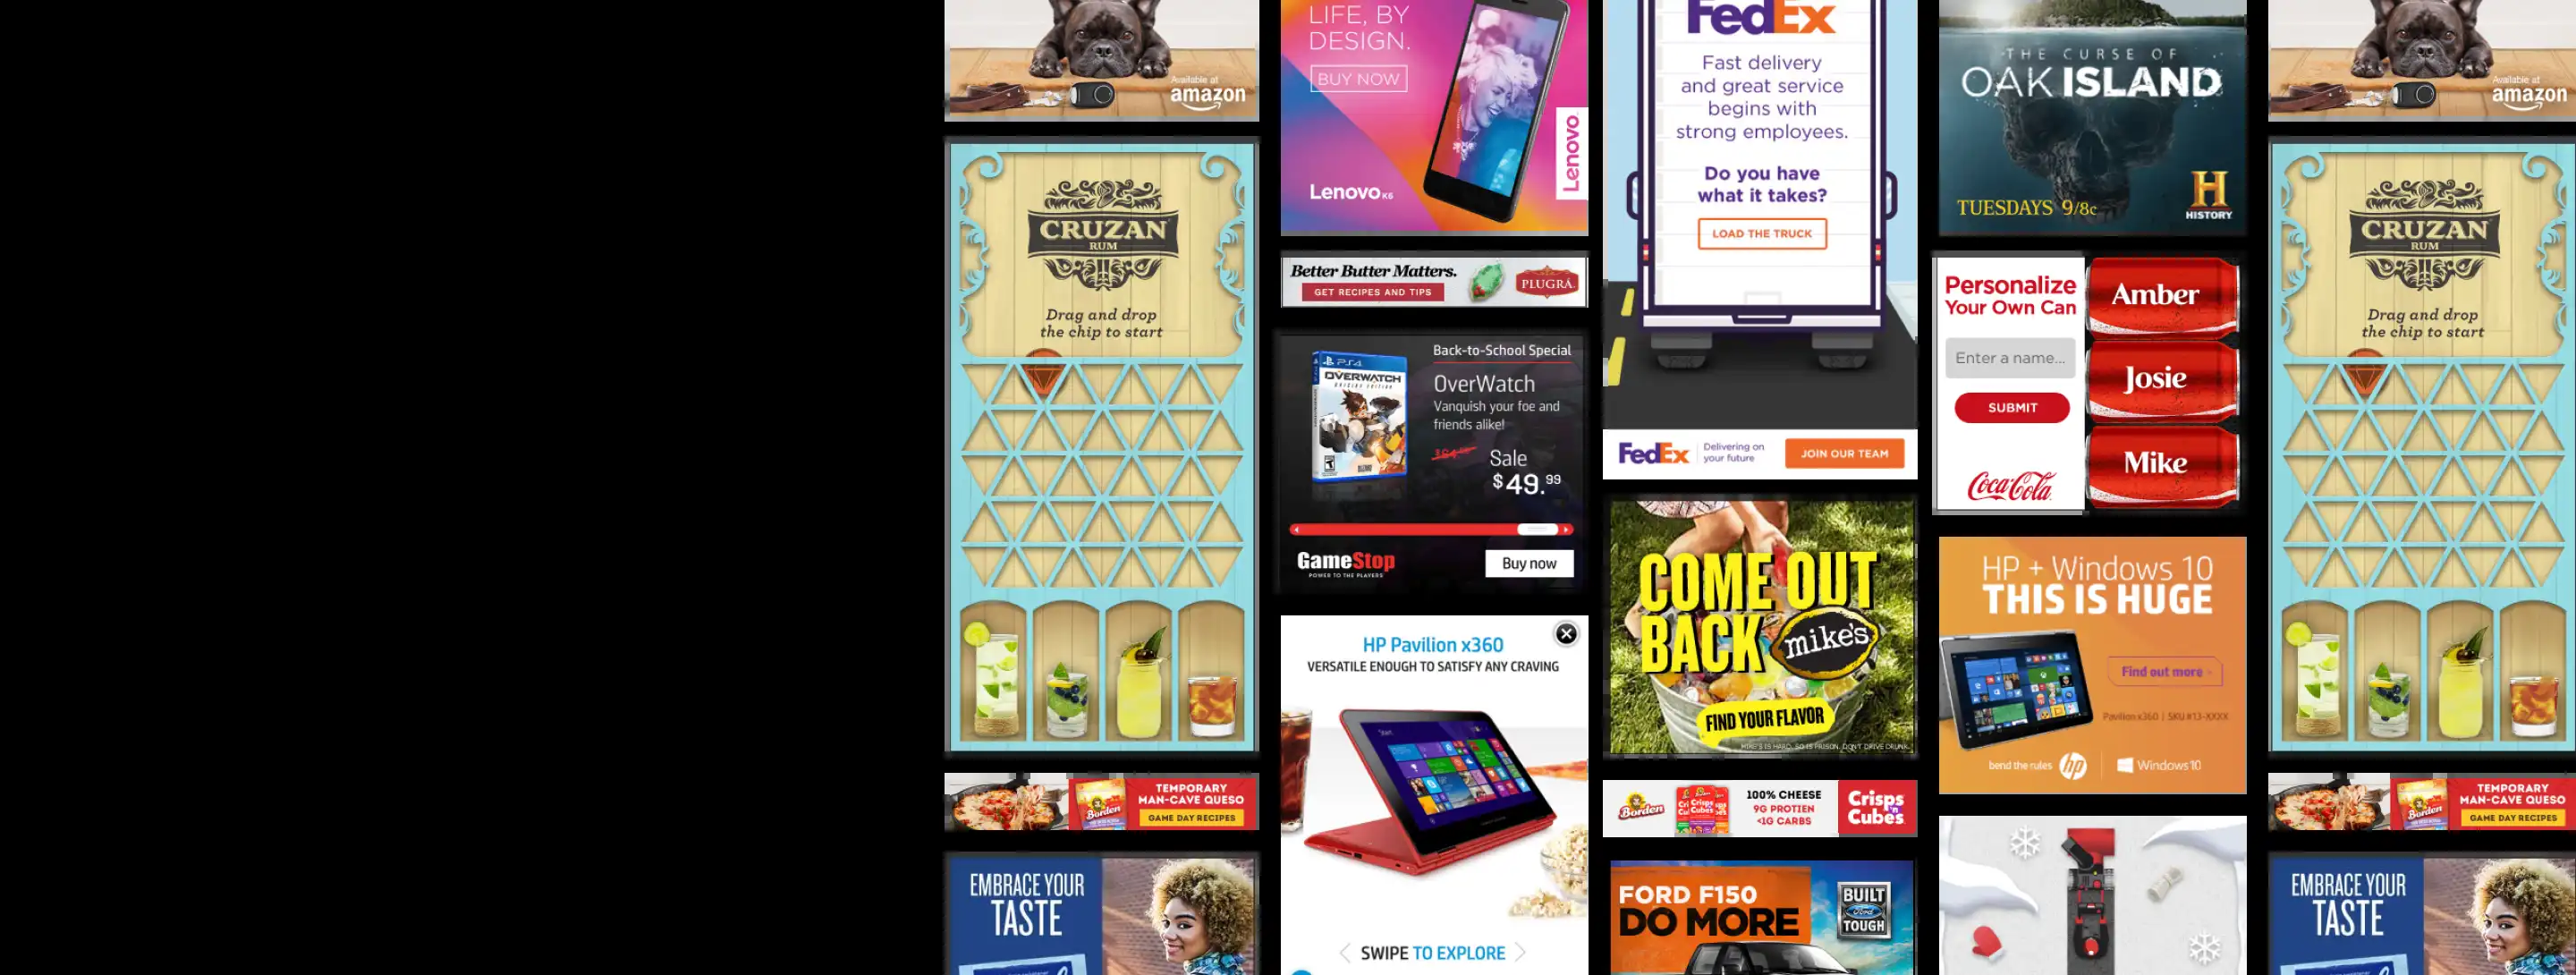 Available at
amazon
CRUZAN
RUM
Drag and drop
the chip to start
TEMPORARY
MAN-CAVE QUESO
GAME DAY RECIPES
Borden
EMBRACE YOUR
TASTE
LIFE, BY
DESIGN.
BUY NOW
Lenovo
Lenovo K6
Better Butter Matters.
GET RECIPES AND TIPS
PLUGRÁ
PS4
OVERWATCH
ORIGINS EDITION
Back-to-School Special
OverWatch
Vanquish your foe and
friends alike!
Sale
$49.99
GameStop
POWER TO THE PLAYERS
Buy now
HP Pavilion x360
VERSATILE ENOUGH TO SATISFY ANY CRAVING
SWIPE TO EXPLORE
FedEx
Fast delivery
and great service
begins with
strong employees.
Do you have
what it takes?
LOAD THE TRUCK
FedEx
Delivering on
your future
JOIN OUR TEAM
COME OUT
BACK
mike's
FIND YOUR FLAVOR
MIKE'S IS HARD. SO IS PRISON. DON'T DRIVE DRUNK.
Borden
100% CHEESE
9G PROTIEN
<1G CARBS
Crisps
'n
Cubes
FORD F150
DO MORE
BUILT
Ford
TOUGH
THE CURSE OF
OAK ISLAND
TUESDAYS 9/8c
H
HISTORY
Personalize
Your Own Can
Enter a name...
SUBMIT
Coca-Cola
Amber
Josie
Mike
HP + Windows 10
THIS IS HUGE
Find out more
Pavilion x360 | SKU #13-XXXX
bend the rules
hp
Windows 10
Available at
amazon
CRUZAN
RUM
Drag and drop
the chip to start
TEMPORARY
MAN-CAVE QUESO
GAME DAY RECIPES
Borden
EMBRACE YOUR
TASTE